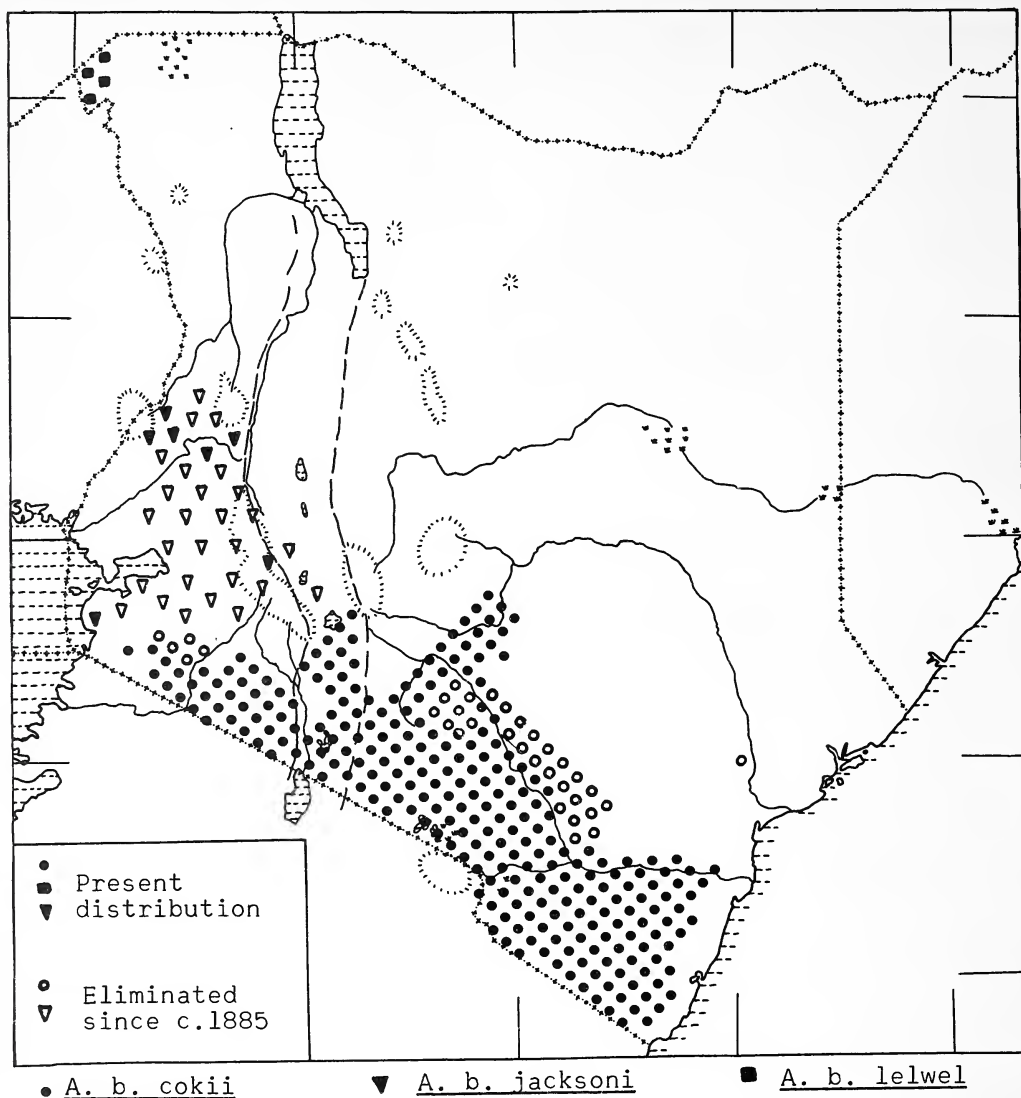 Present
distribution
Eliminated
since c.1885
A. b. cokii
A. b. jacksoni
A. b. lelwel